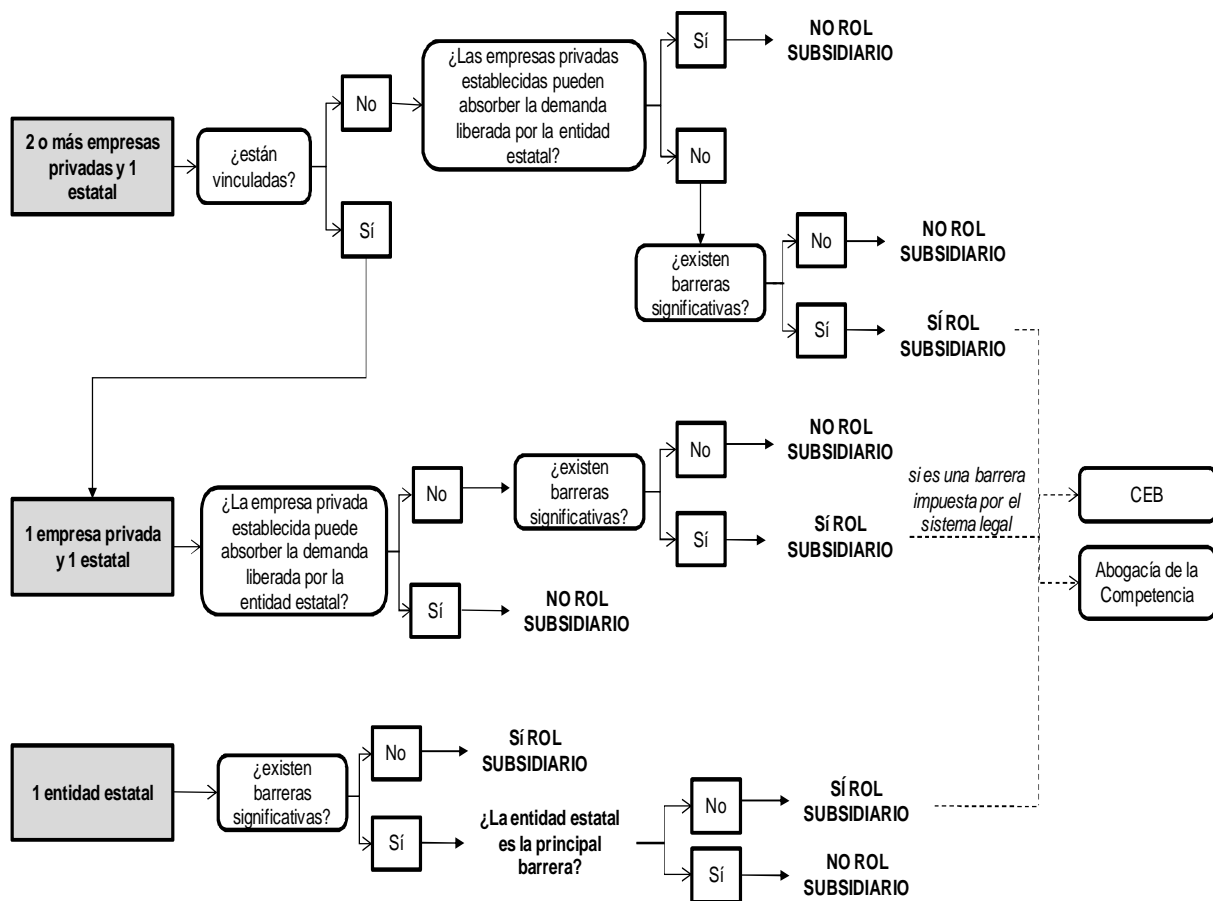 2 o más empresas
privadas y 1
estatal
¿están
vinculadas?
No
Sí
¿Las empresas privadas
establecidas pueden
absorber la demanda
liberada por la entidad
estatal?
Sí
NO ROL
SUBSIDIARIO
No
¿existen
barreras
significativas?
No
NO ROL
SUBSIDIARIO
Sí
SÍ ROL
SUBSIDIARIO
1 empresa privada
y 1 estatal
¿La empresa privada
establecida puede
absorber la demanda
liberada por la
entidad estatal?
No
¿existen
barreras
significativas?
No
NO ROL
SUBSIDIARIO
Sí
Sí ROL
SUBSIDIARIO
Sí
NO ROL
SUBSIDIARIO
si es una barrera
impuesta por el
sistema legal
CEB
Abogacía de la
Competencia
1 entidad estatal
¿existen
barreras
significativas?
No
Sí ROL
SUBSIDIARIO
Sí
¿La entidad estatal
es la principal
barrera?
No
SÍ ROL
SUBSIDIARIO
Sí
NO ROL
SUBSIDIARIO